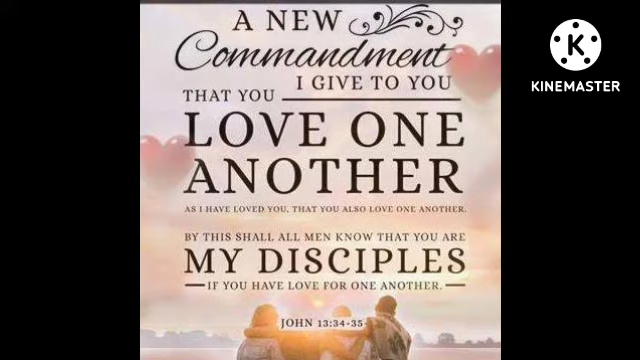 A NEW
Commandment
I GIVE TO YOU
THAT YOU
LOVE ONE
ANOTHER
AS I HAVE LOVED YOU, THAT YOU ALSO LOVE ONE ANOTHER.
BY THIS SHALL ALL MEN KNOW THAT YOU ARE
MY DISCIPLES
IF YOU HAVE LOVE FOR ONE ANOTHER.
JOHN 13:34-35
K
KINEMASTER